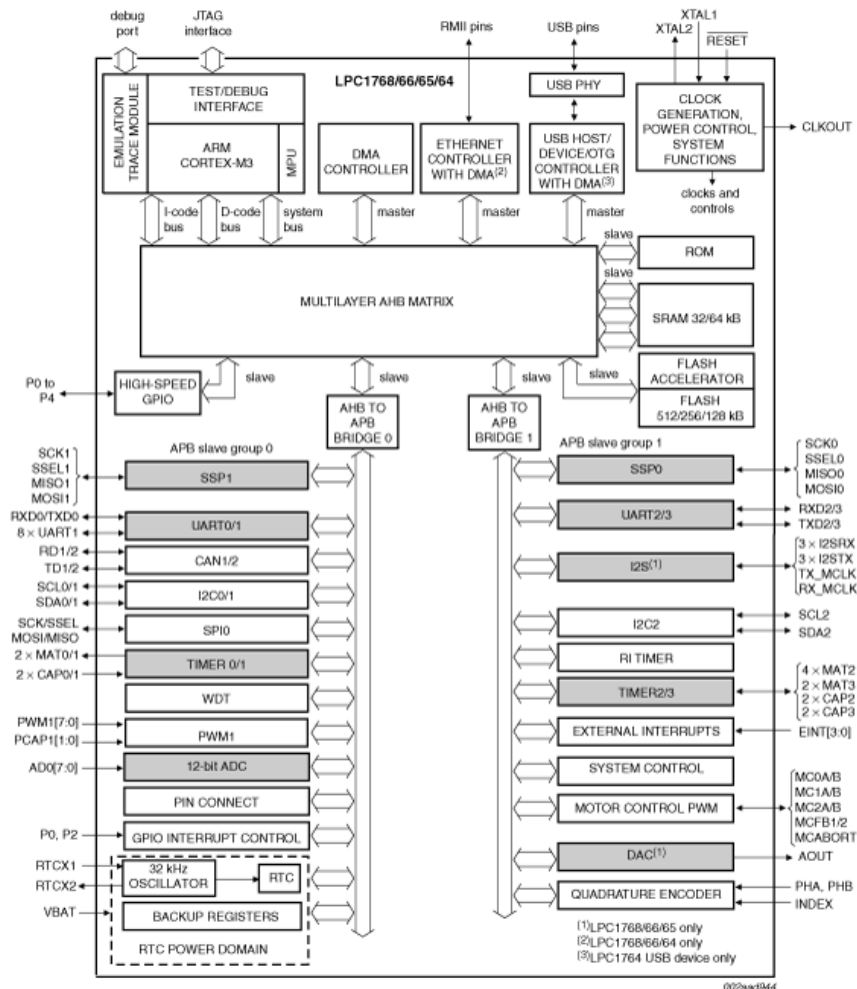 debug
port
JTAG
interface
RMII pins
USB pins
XTAL1
XTAL2
RESET
LPC1768/66/65/64
EMULATION
TRACE MODULE
TEST/DEBUG
INTERFACE
ARM
CORTEX-M3
MPU
DMA
CONTROLLER
ETHERNET
CONTROLLER
WITH DMA(2)
USB PHY
USB HOST/
DEVICE/OTG
CONTROLLER
WITH DMA(3)
CLOCK
GENERATION,
POWER CONTROL,
SYSTEM
FUNCTIONS
CLKOUT
clocks and
controls
I-code
bus
D-code
bus
system
bus
master
master
master
slave
ROM
slave
MULTILAYER AHB MATRIX
SRAM 32/64 kB
P0 to
P4
HIGH-SPEED
GPIO
slave
slave
slave
slave
FLASH
ACCELERATOR
FLASH
512/256/128 kB
AHB TO
APB
BRIDGE 0
AHB TO
APB
BRIDGE 1
APB slave group 0
SCK1
SSEL1
MISO1
MOSI1
SSP1
RXD0/TXD0
8 × UART1
UART0/1
RD1/2
TD1/2
CAN1/2
SCL0/1
SDA0/1
I2C0/1
SCK/SSEL
MOSI/MISO
SPI0
2 × MAT0/1
2 × CAP0/1
TIMER 0/1
WDT
PWM1[7:0]
PCAP1[1:0]
PWM1
AD0[7:0]
12-bit ADC
PIN CONNECT
P0, P2
GPIO INTERRUPT CONTROL
RTCX1
RTCX2
32 kHz
OSCILLATOR
RTC
VBAT
BACKUP REGISTERS
RTC POWER DOMAIN
APB slave group 1
SSP0
SCK0
SSEL0
MISO0
MOSI0
UART2/3
RXD2/3
TXD2/3
I2S(1)
3 × I2SRX
3 × I2STX
TX_MCLK
RX_MCLK
I2C2
SCL2
SDA2
RI TIMER
TIMER2/3
4 × MAT2
2 × MAT3
2 × CAP2
2 × CAP3
EXTERNAL INTERRUPTS
EINT[3:0]
SYSTEM CONTROL
MOTOR CONTROL PWM
MC0A/B
MC1A/B
MC2A/B
MCFB1/2
MCABORT
DAC(1)
AOUT
QUADRATURE ENCODER
PHA, PHB
INDEX
(1)LPC1768/66/65 only
(2)LPC1768/66/64 only
(3)LPC1764 USB device only
002aad944